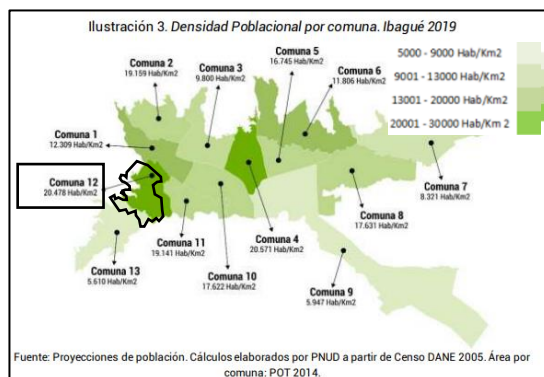 Ilustración 3. Densidad Poblacional por comuna. Ibagué 2019
Comuna 2
19.159 Hab/Km2
Comuna 3
9.800 Hab/Km2
Comuna 5
16.745 Hab/Km2
Comuna 6
11.806 Hab/Km2
5000 - 9000 Hab/Km2
9001 - 13000 Hab/Km2
13001 - 20000 Hab/Km2
20001 - 30000 Hab/Km 2
Comuna 1
12.309 Hab/Km2
Comuna 12
20.478 Hab/Km2
Comuna 13
5.610 Hab/Km2
Comuna 11
19.141 Hab/Km2
Comuna 10
17.622 Hab/Km2
Comuna 4
20.571 Hab/Km2
Comuna 8
17.631 Hab/Km2
Comuna 7
8.321 Hab/Km2
Comuna 9
5.947 Hab/Km2
Fuente: Proyecciones de población. Cálculos elaborados por PNUD a partir de Censo DANE 2005. Área por
comuna: POT 2014.